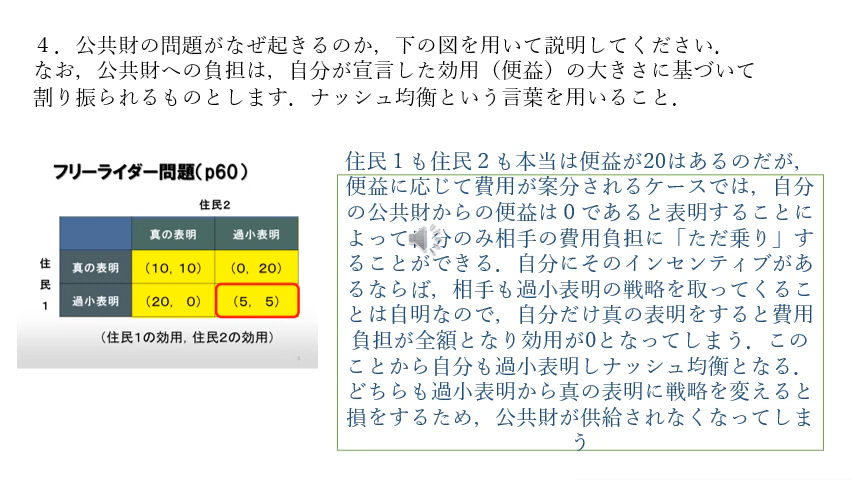 ４．公共財の問題がなぜ起きるのか，下の図を用いて説明してください．
なお，公共財への負担は，自分が宣言した効用（便益）の大きさに基づいて
割り振られるものとします．ナッシュ均衡という言葉を用いること．
フリーライダー問題(p60)
住民2
真の表明 過小表明
住民1
真の表明 (10, 10) (0, 20)
過小表明 (20, 0) (5, 5)
(住民1の効用, 住民2の効用)
住民１も住民２も本当は便益が20はあるのだが，
便益に応じて費用が案分されるケースでは，自分
の公共財からの便益は０であると表明することに
よって 分のみ相手の費用負担に「ただ乗り」す
ることができる．自分にそのインセンティブがあ
るならば，相手も過小表明の戦略を取ってくるこ
とは自明なので，自分だけ真の表明をすると費用
負担が全額となり効用が0となってしまう．この
ことから自分も過小表明しナッシュ均衡となる．
どちらも過小表明から真の表明に戦略を変えると
損をするため，公共財が供給されなくなってしま
う